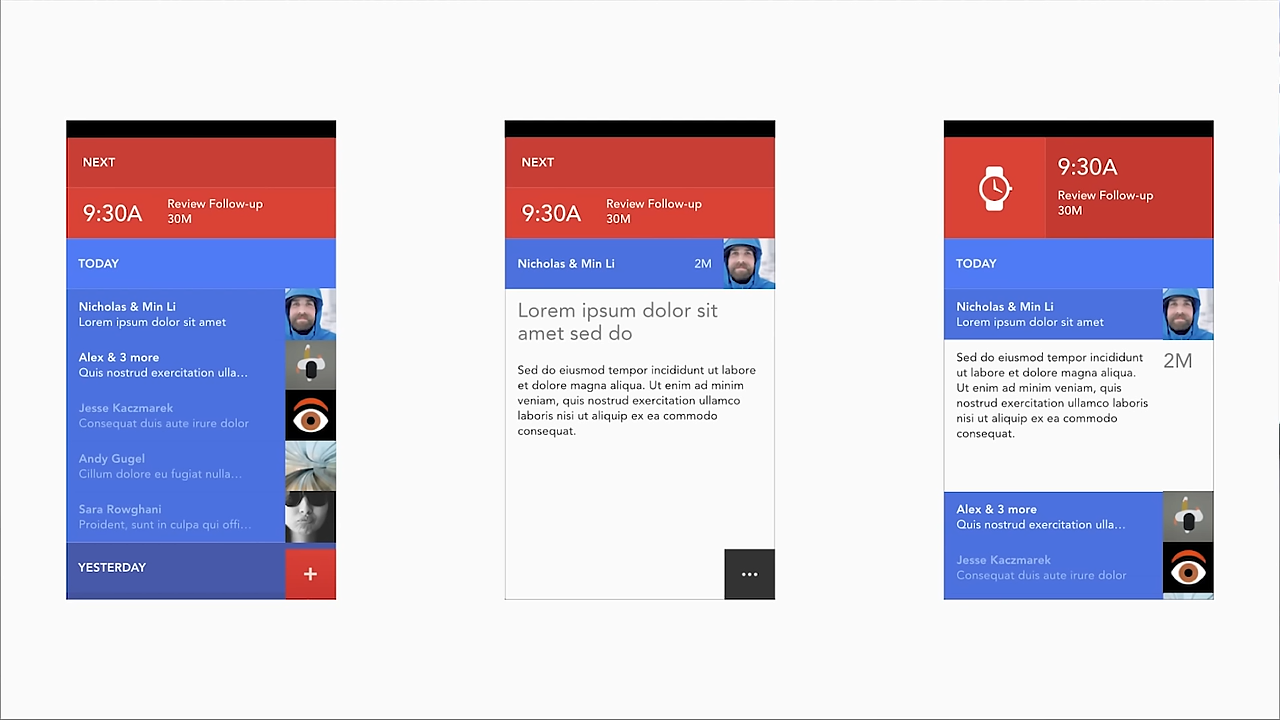 NEXT
9:30A
Review Follow-up
30M
TODAY
Nicholas & Min Li
Lorem ipsum dolor sit amet
Alex & 3 more
Quis nostrud exercitation ulla…
Jesse Kaczmarek
Consequat duis aute irure dolor
Andy Gugel
Cillum dolore eu fugiat nulla…
Sara Rowghani
Proident, sunt in culpa qui offi…
YESTERDAY
+
NEXT
9:30A
Review Follow-up
30M
Nicholas & Min Li 2M
Lorem ipsum dolor sit
amet sed do
Sed do eiusmod tempor incididunt ut labore
et dolore magna aliqua. Ut enim ad minim
veniam, quis nostrud exercitation ullamco
laboris nisi ut aliquip ex ea commodo
consequat.
•••
9:30A
Review Follow-up
30M
TODAY
Nicholas & Min Li
Lorem ipsum dolor sit amet
Sed do eiusmod tempor incididunt
ut labore et dolore magna aliqua.
Ut enim ad minim veniam, quis
nostrud exercitation ullamco laboris
nisi ut aliquip ex ea commodo
consequat.
2M
Alex & 3 more
Quis nostrud exercitation ulla…
Jesse Kaczmarek
Consequat duis aute irure dolor